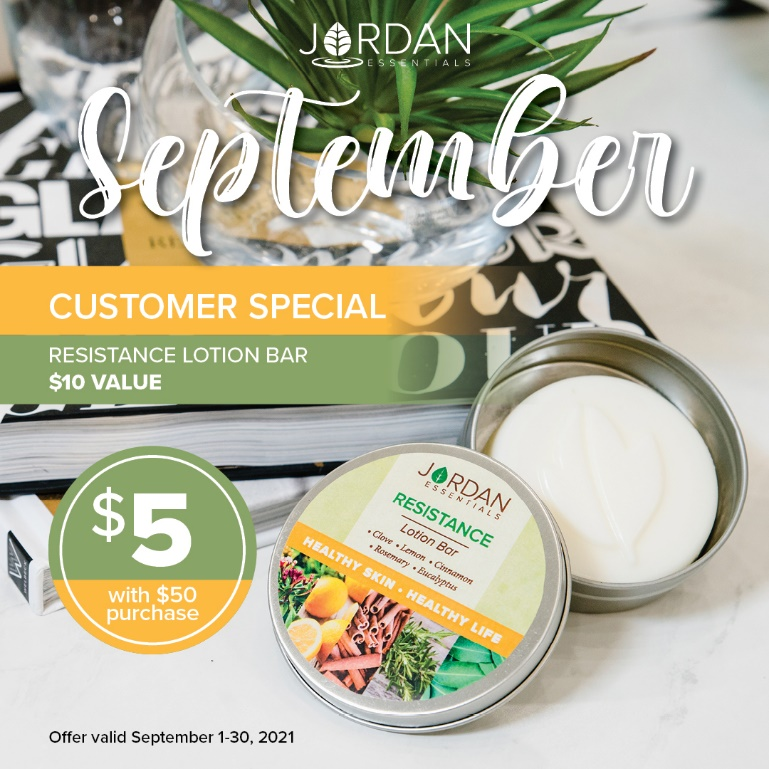 JORDAN
ESSENTIALS
September
CUSTOMER SPECIAL
RESISTANCE LOTION BAR
$10 VALUE
$5
with $50
purchase
JORDAN
ESSENTIALS
RESISTANCE
Lotion Bar
• Clove • Lemon • Cinnamon
• Rosemary • Eucalyptus
HEALTHY SKIN • HEALTHY LIFE
Offer valid September 1-30, 2021